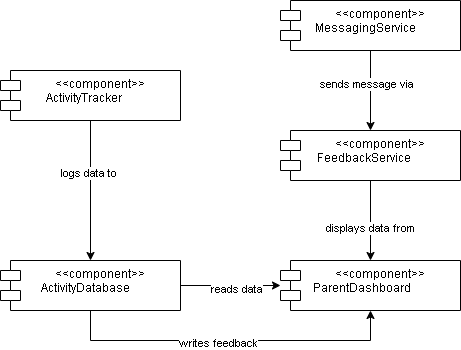 <<component>>
MessagingService
sends message via
<<component>>
ActivityTracker
<<component>>
FeedbackService
logs data to
displays data from
<<component>>
ActivityDatabase
reads data
<<component>>
ParentDashboard
writes feedback